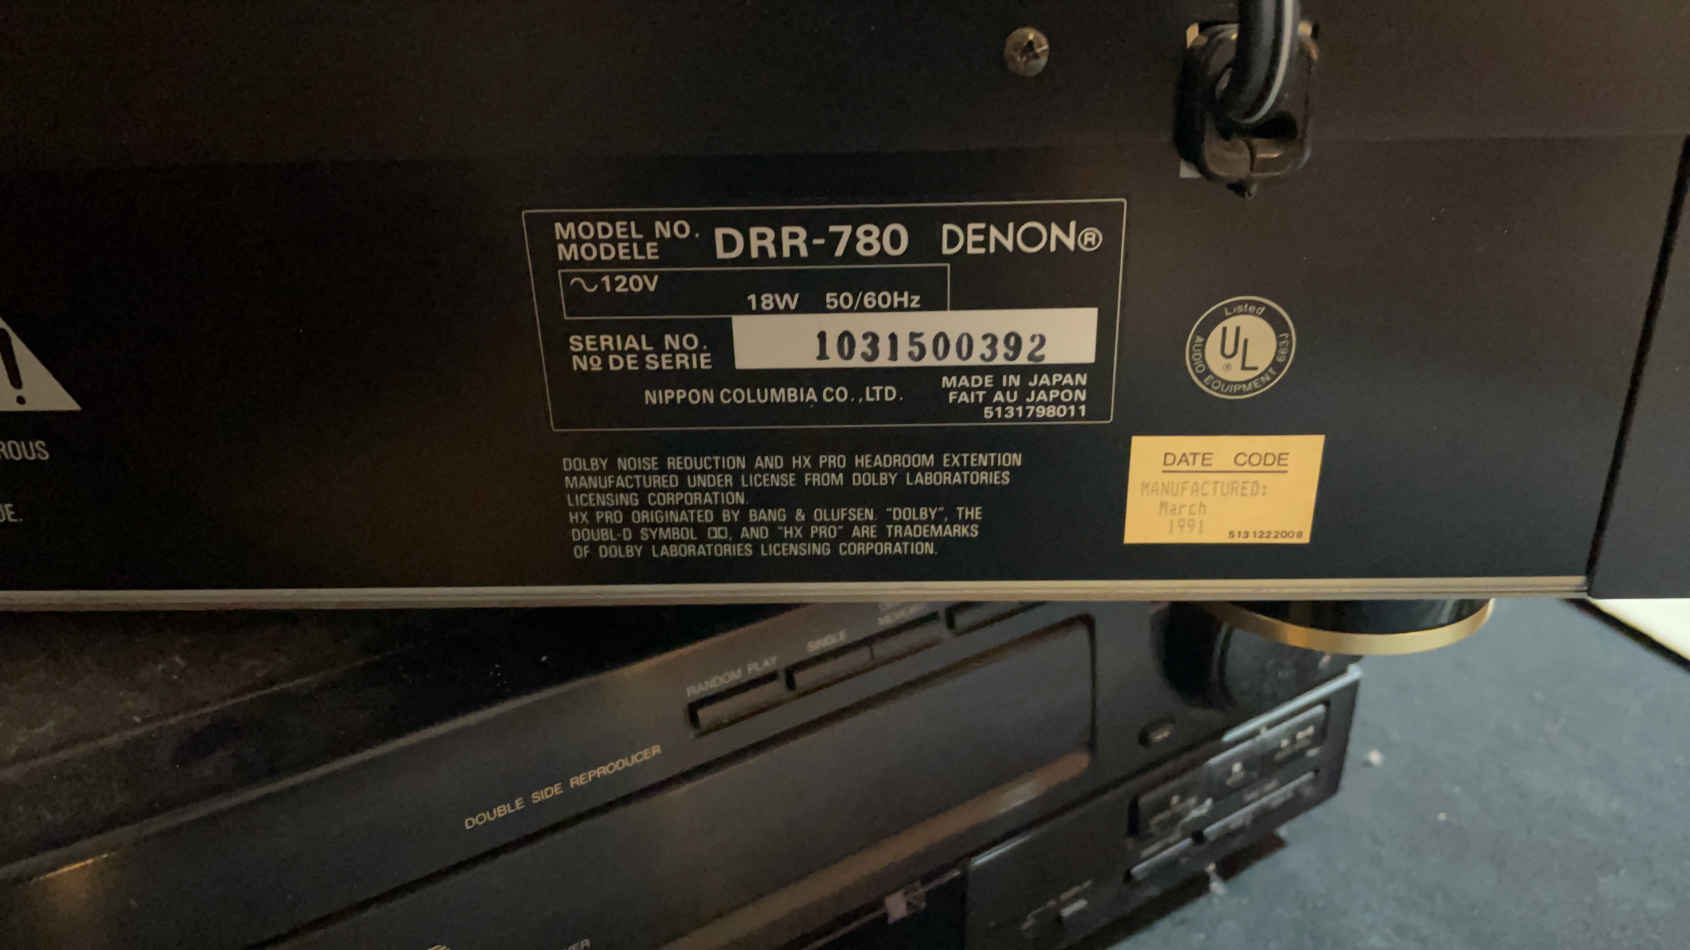 MODEL NO.
MODELE
DRR-780 DENON®
~120V
18W 50/60Hz
SERIAL NO.
Nº DE SERIE
1031500392
NIPPON COLUMBIA CO.,LTD.
MADE IN JAPAN
FAIT AU JAPON
5131798011
Listed
UL®
AUDIO EQUIPMENT 663J
ROUS
DE.
DOLBY NOISE REDUCTION AND HX PRO HEADROOM EXTENTION
MANUFACTURED UNDER LICENSE FROM DOLBY LABORATORIES
LICENSING CORPORATION.
HX PRO ORIGINATED BY BANG & OLUFSEN. "DOLBY", THE
DOUBL-D SYMBOL, AND "HX PRO" ARE TRADEMARKS
OF DOLBY LABORATORIES LICENSING CORPORATION.
DATE CODE
MANUFACTURED:
March
1991
5131222008
RANDOM PLAY
SINGLE
DOUBLE SIDE REPRODUCER